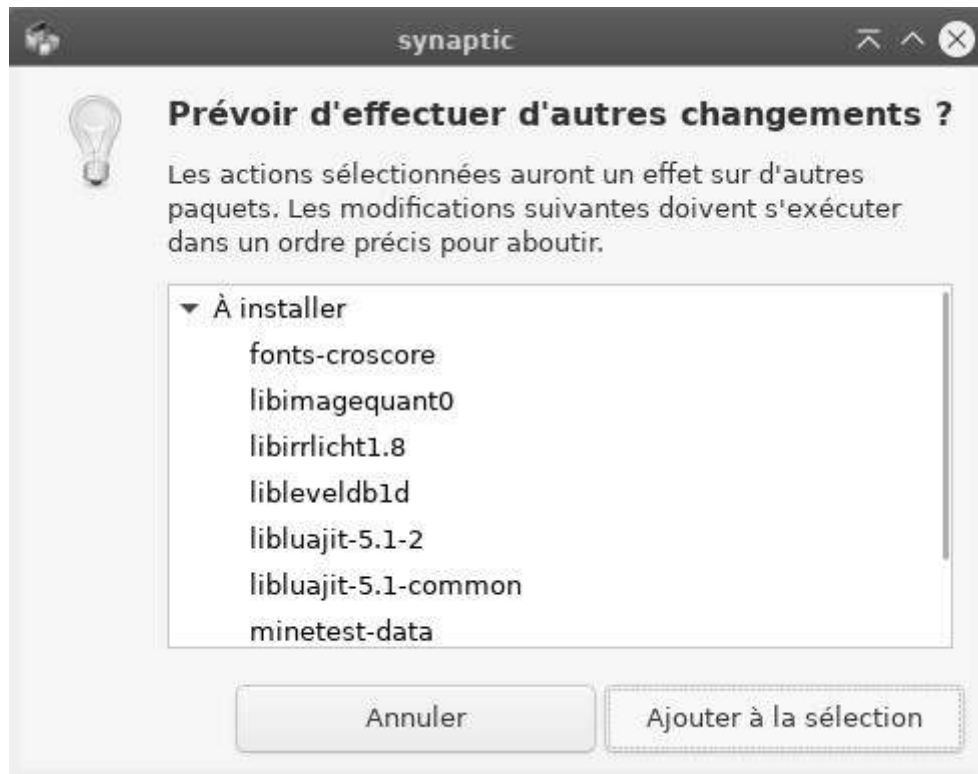 synaptic
Prévoir d'effectuer d'autres changements ?
Les actions sélectionnées auront un effet sur d'autres
paquets. Les modifications suivantes doivent s'exécuter
dans un ordre précis pour aboutir.
À installer
fonts-croscore
libimagequant0
libirrlicht1.8
libleveldb1d
libluajit-5.1-2
libluajit-5.1-common
minetest-data
Annuler
Ajouter à la sélection